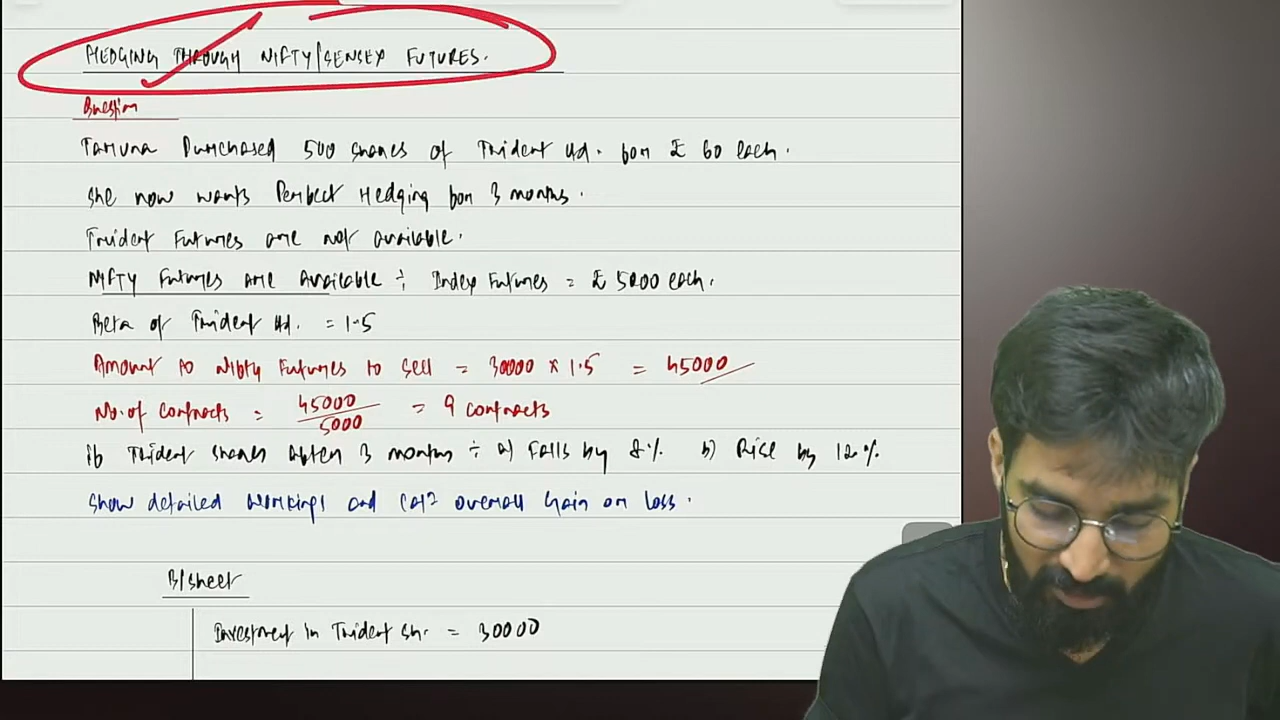 HEDGING THROUGH NIFTY/SENSEX FUTURES.
Question
Taruna Purchased 500 shares of Trident Ltd. for ₹ 60 each.
She now wants Perfect Hedging for 3 months.
Trident Futures are not available.
NIFTY Futures are Available ÷ Index Futures = ₹ 5000 each.
Beta of Trident Ltd. = 1.5
Amount to Nifty Futures to sell = 30000 × 1.5 = 45000
No. of contracts = 45000/5000 = 9 contracts
If Trident shares after 3 months ÷ a) Falls by 8% b) Rise by 12%
Show detailed workings and cal? overall Gain or Loss.
B/Sheet
Investment in Trident Sh. = 30000